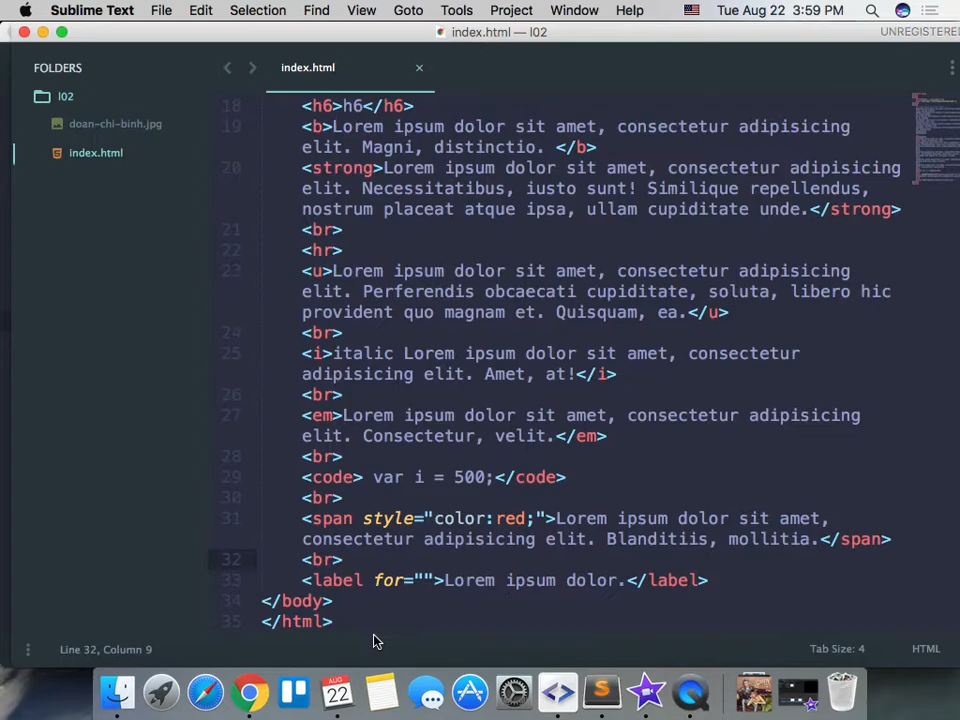 Sublime Text File Edit Selection Find View Goto Tools Project Window Help Tue Aug 22 3:59 PM
index.html — l02
UNREGISTERED
FOLDERS
l02
doan-chi-binh.jpg
index.html
index.html ×
18 <h6>h6</h6>
19 <b>Lorem ipsum dolor sit amet, consectetur adipisicing
elit. Magni, distinctio. </b>
20 <strong>Lorem ipsum dolor sit amet, consectetur adipisicing
elit. Necessitatibus, iusto sunt! Similique repellendus,
nostrum placeat atque ipsa, ullam cupiditate unde.</strong>
21 <br>
22 <hr>
23 <u>Lorem ipsum dolor sit amet, consectetur adipisicing
elit. Perferendis obcaecati cupiditate, soluta, libero hic
provident quo magnam et. Quisquam, ea.</u>
24 <br>
25 <i>italic Lorem ipsum dolor sit amet, consectetur
adipisicing elit. Amet, at!</i>
26 <br>
27 <em>Lorem ipsum dolor sit amet, consectetur adipisicing
elit. Consectetur, velit.</em>
28 <br>
29 <code> var i = 500;</code>
30 <br>
31 <span style="color:red;">Lorem ipsum dolor sit amet,
consectetur adipisicing elit. Blanditiis, mollitia.</span>
32 <br>
33 <label for="">Lorem ipsum dolor.</label>
34 </body>
35 </html>
Line 32, Column 9
Tab Size: 4
HTML
AUG
22